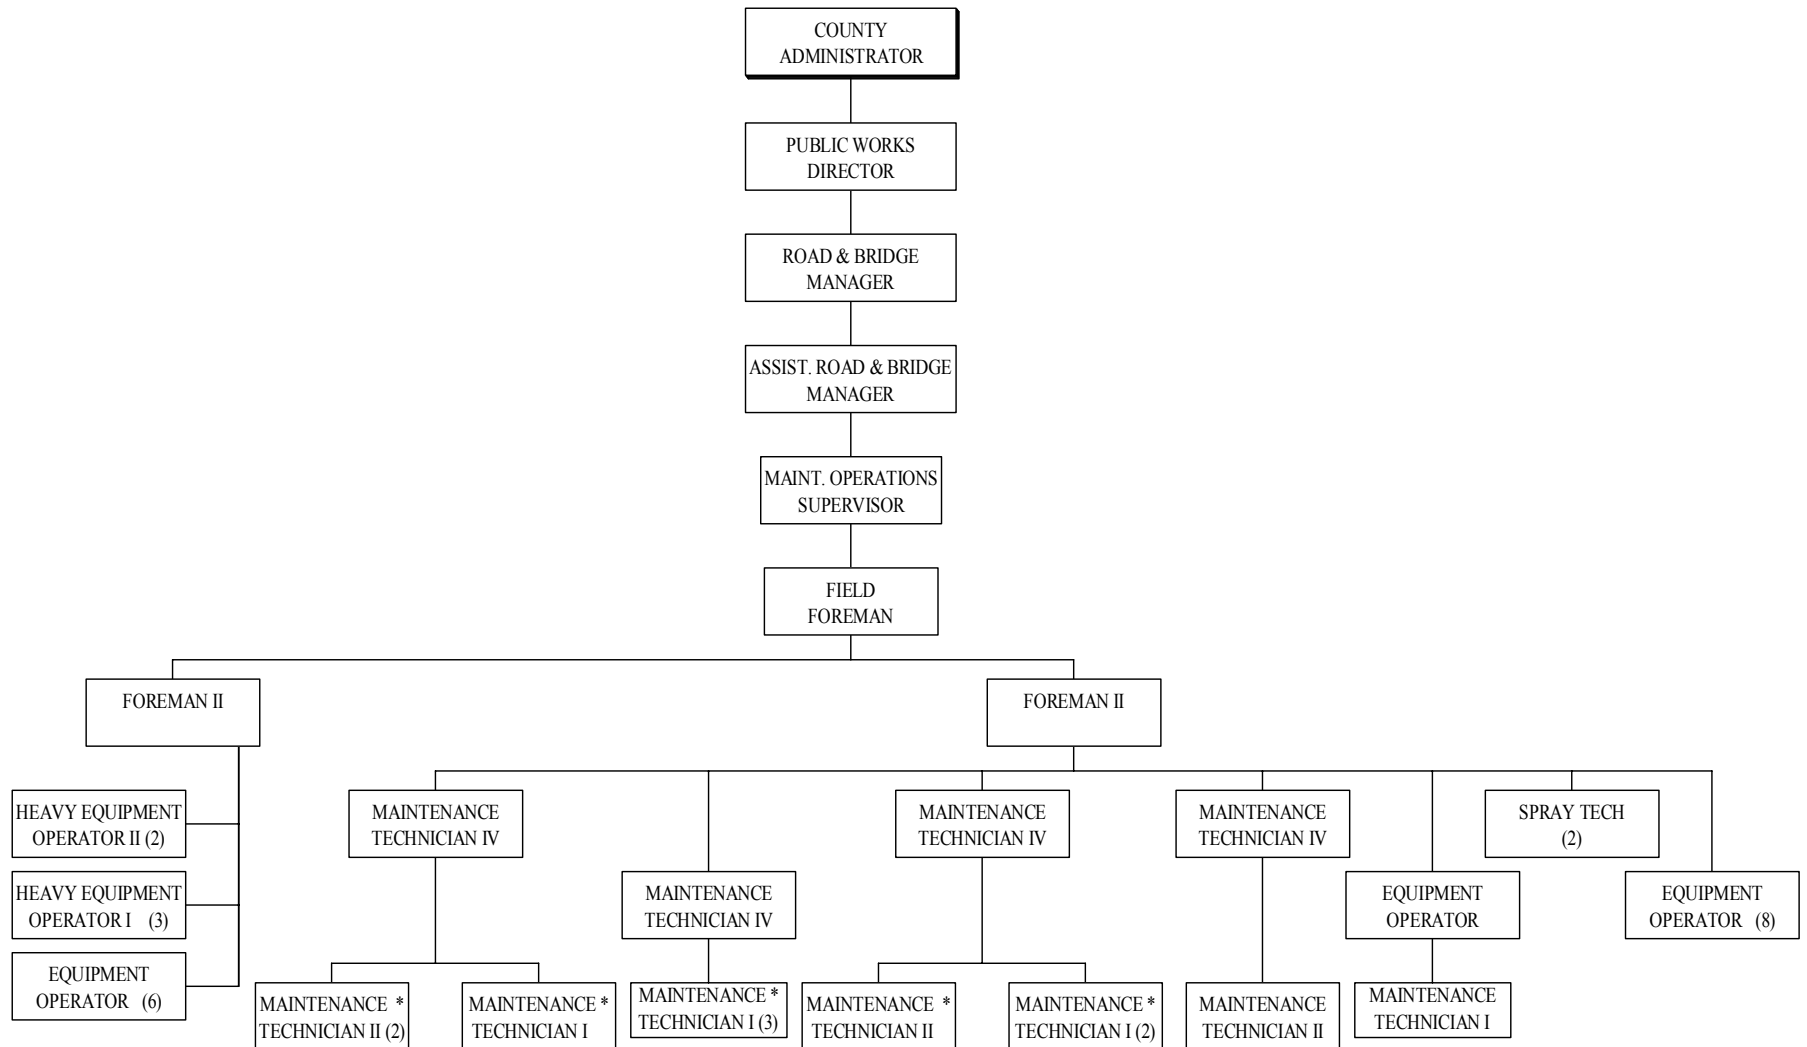 COUNTY
ADMINISTRATOR
PUBLIC WORKS
DIRECTOR
ROAD & BRIDGE
MANAGER
ASSIST. ROAD & BRIDGE
MANAGER
MAINT. OPERATIONS
SUPERVISOR
FIELD
FOREMAN
FOREMAN II
FOREMAN II
HEAVY EQUIPMENT
OPERATOR II (2)
HEAVY EQUIPMENT
OPERATOR I (3)
EQUIPMENT
OPERATOR (6)
MAINTENANCE
TECHNICIAN IV
MAINTENANCE *
TECHNICIAN II (2)
MAINTENANCE *
TECHNICIAN I
MAINTENANCE
TECHNICIAN IV
MAINTENANCE *
TECHNICIAN I (3)
MAINTENANCE
TECHNICIAN IV
MAINTENANCE *
TECHNICIAN II
MAINTENANCE *
TECHNICIAN I (2)
MAINTENANCE
TECHNICIAN IV
MAINTENANCE
TECHNICIAN II
EQUIPMENT
OPERATOR
MAINTENANCE
TECHNICIAN I
SPRAY TECH
(2)
EQUIPMENT
OPERATOR (8)